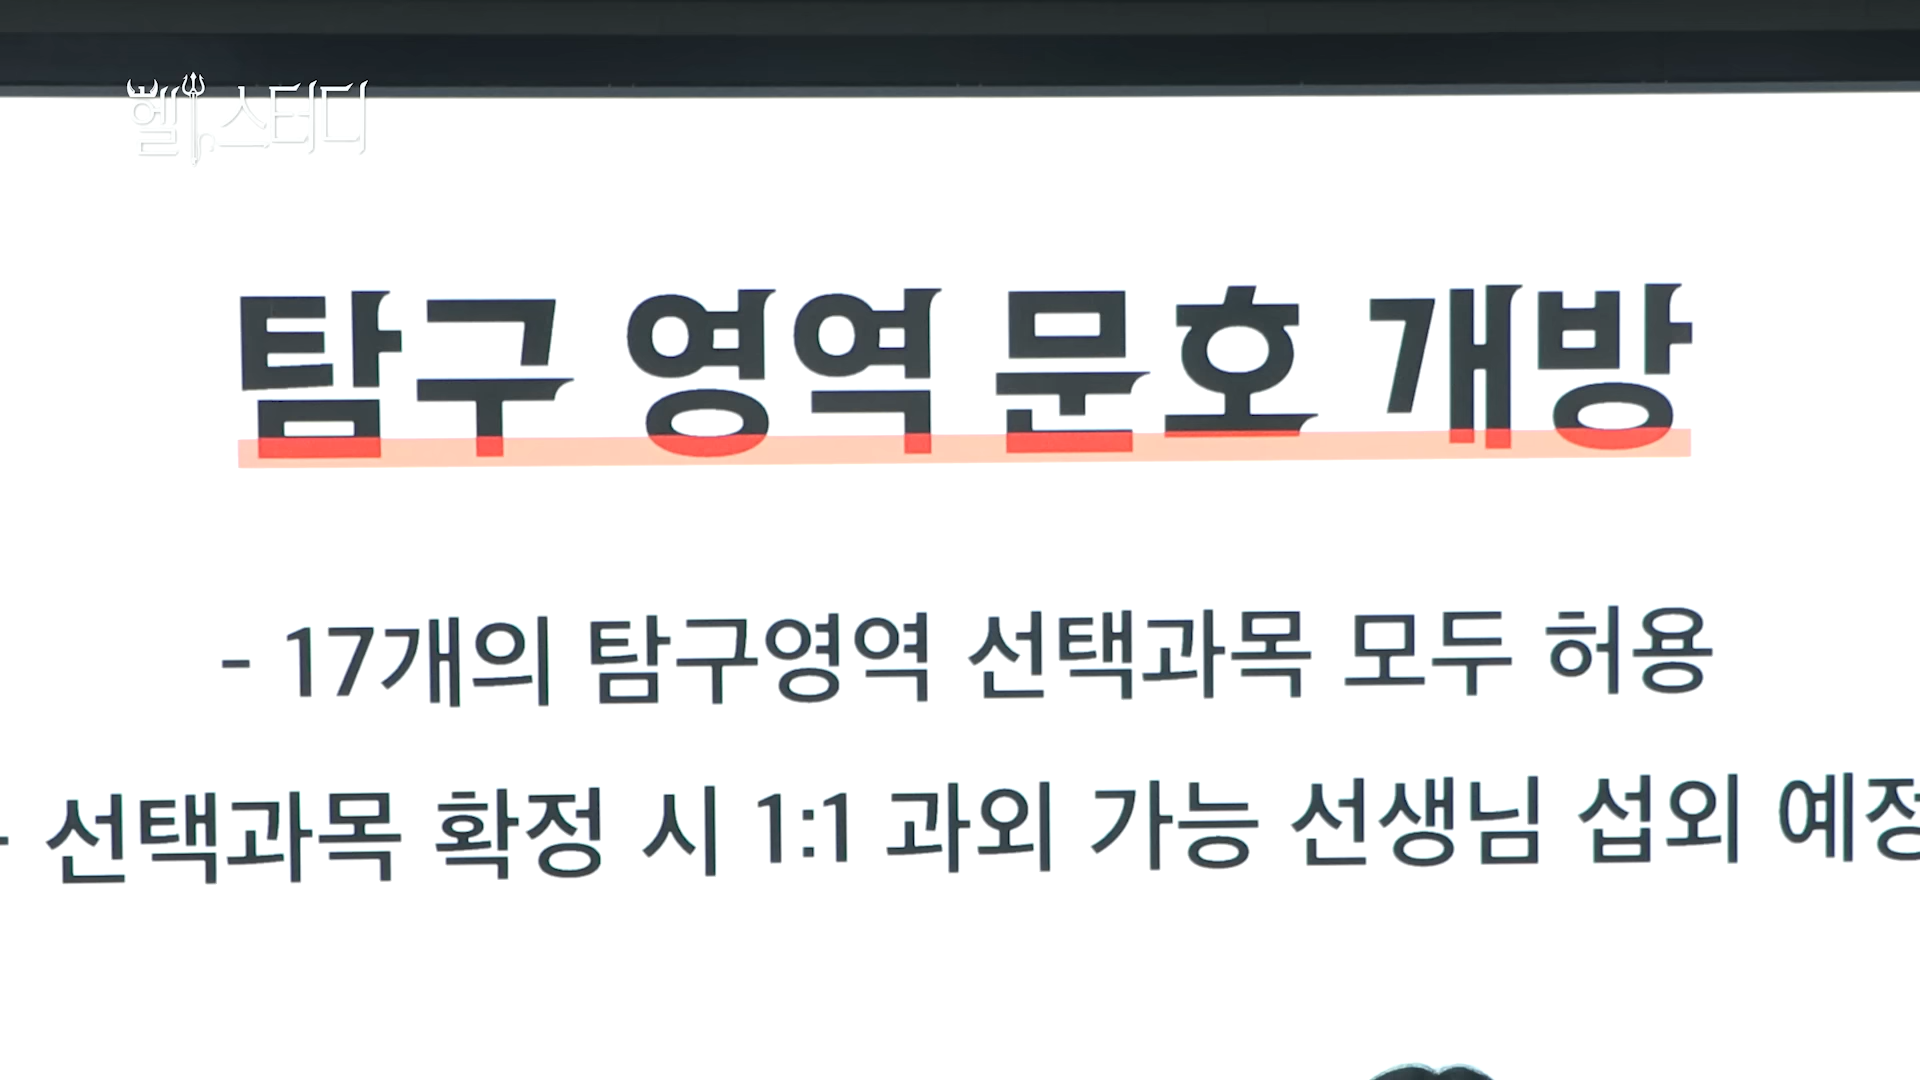 헬스터디
탐구 영역 문호 개방
- 17개의 탐구영역 선택과목 모두 허용
- 선택과목 확정 시 1:1 과외 가능 선생님 섭외 예정